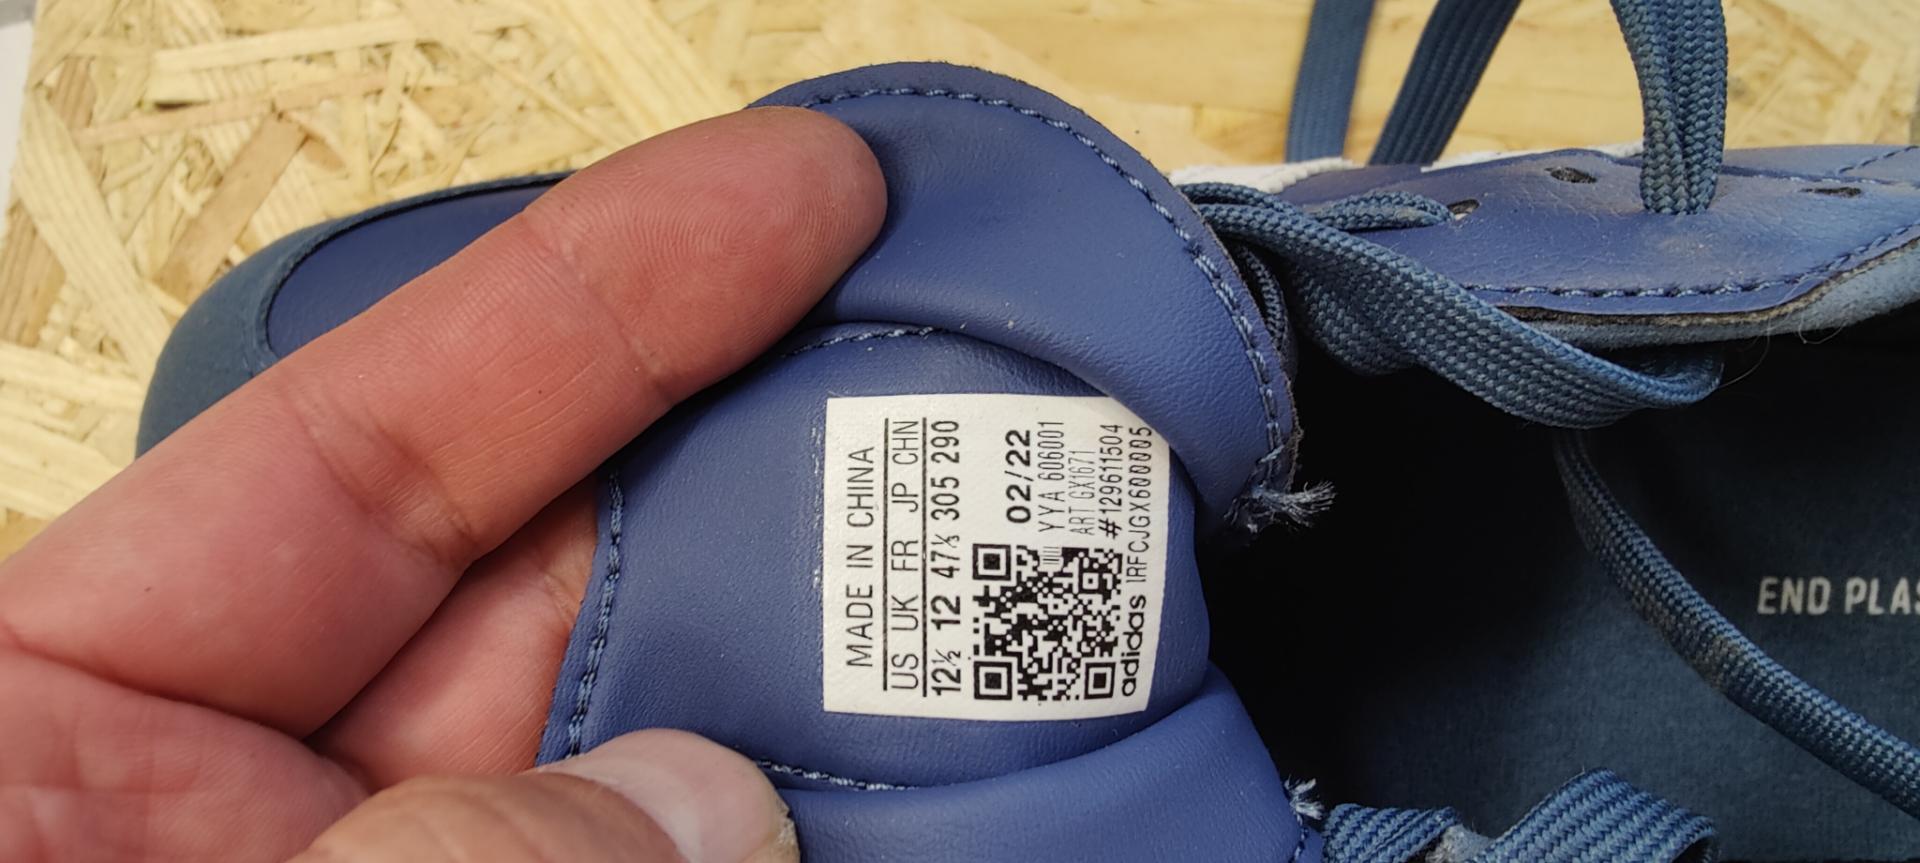 MADE IN CHINA
US UK FR JP CHN
12½ 12 47⅓ 305 290
02/22
YYA 606001
ART GX1671
#129611504
1RFCJGX600005
adidas
END PLAS